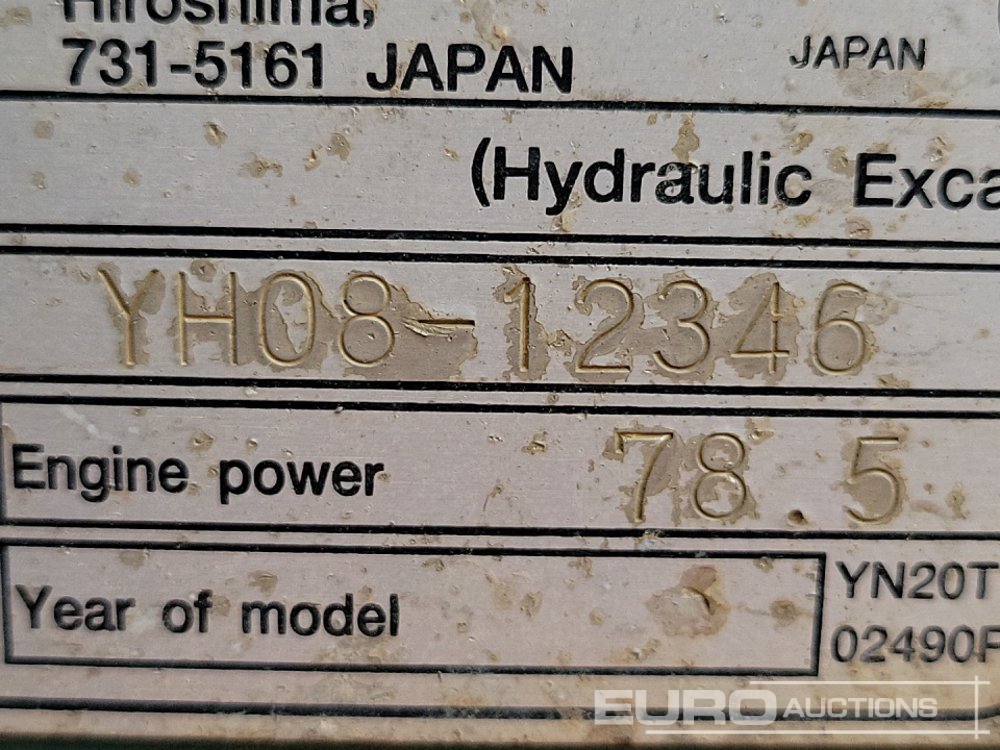 Hiroshima,
731-5161 JAPAN
JAPAN
(Hydraulic Exca
YH08-12346
Engine power 78.5
Year of model
YN20T
02490P
EURO AUCTIONS